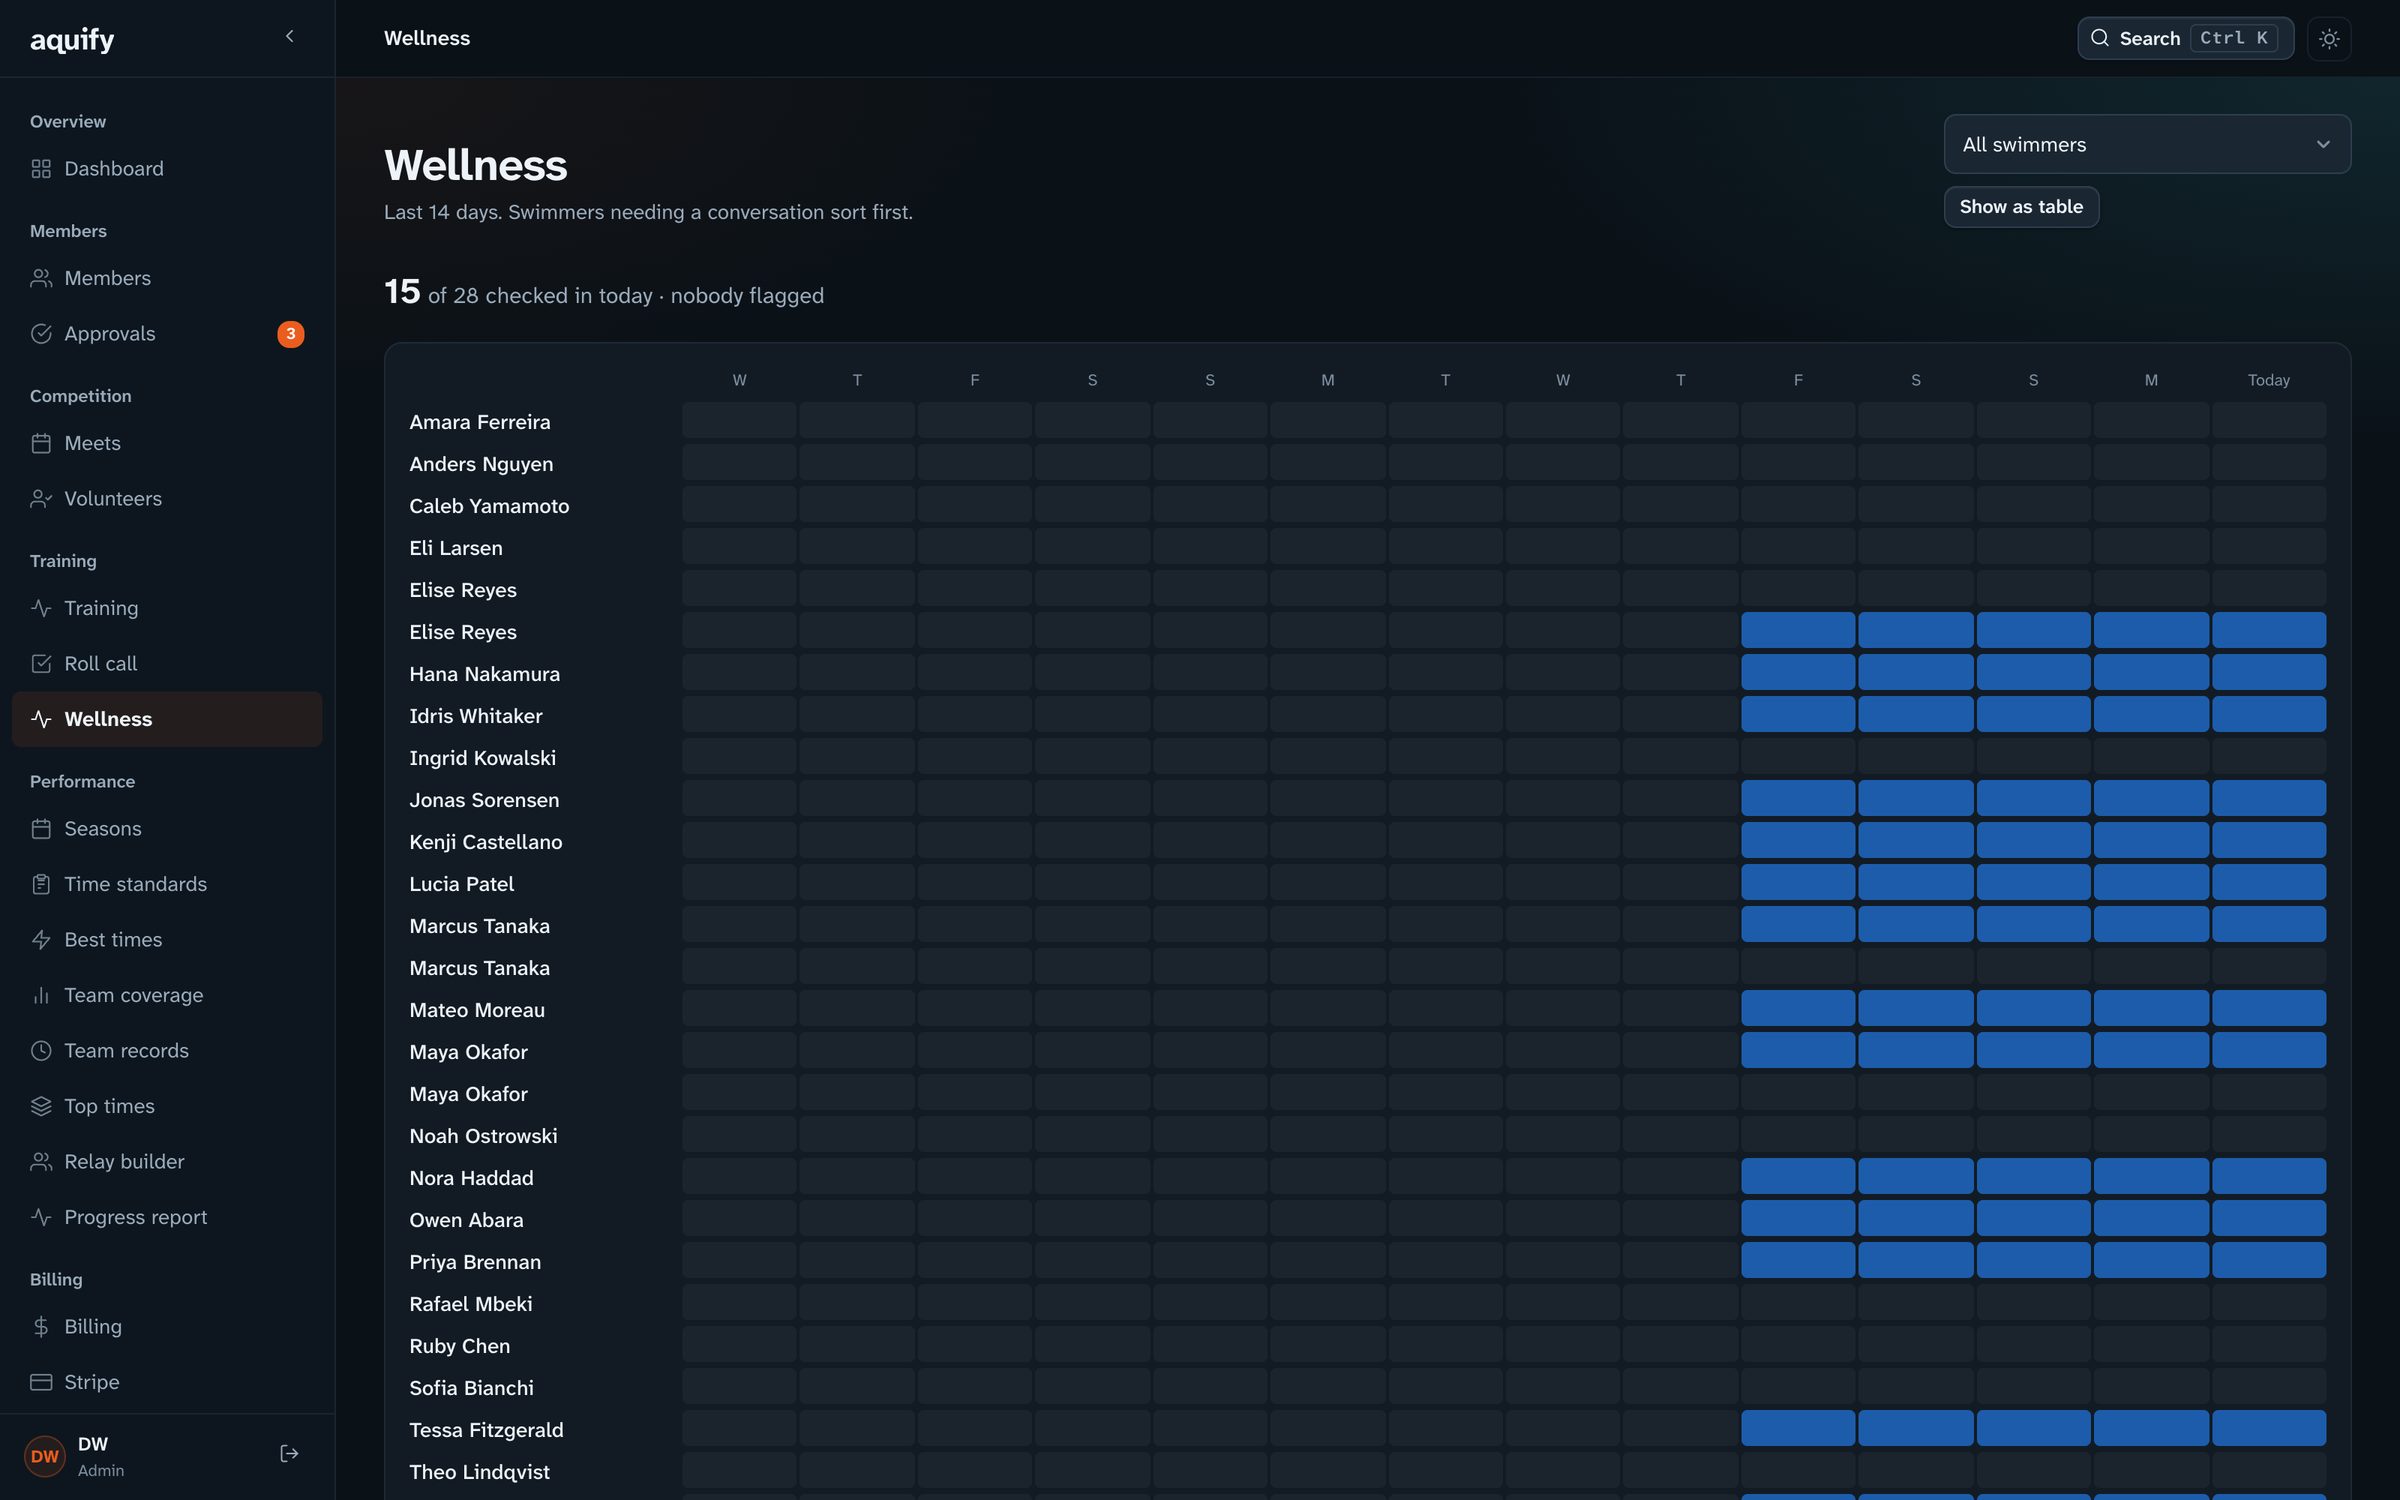 aquify
Wellness
Search Ctrl K
Overview
Dashboard
Members
Members
Approvals 3
Competition
Meets
Volunteers
Training
Training
Roll call
Wellness
Performance
Seasons
Time standards
Best times
Team coverage
Team records
Top times
Relay builder
Progress report
Billing
Billing
Stripe
DW
DW
Admin
Wellness
Last 14 days. Swimmers needing a conversation sort first.
All swimmers
Show as table
15 of 28 checked in today · nobody flagged
W T F S S M T W T F S S M Today
Amara Ferreira
Anders Nguyen
Caleb Yamamoto
Eli Larsen
Elise Reyes
Elise Reyes
Hana Nakamura
Idris Whitaker
Ingrid Kowalski
Jonas Sorensen
Kenji Castellano
Lucia Patel
Marcus Tanaka
Marcus Tanaka
Mateo Moreau
Maya Okafor
Maya Okafor
Noah Ostrowski
Nora Haddad
Owen Abara
Priya Brennan
Rafael Mbeki
Ruby Chen
Sofia Bianchi
Tessa Fitzgerald
Theo Lindqvist